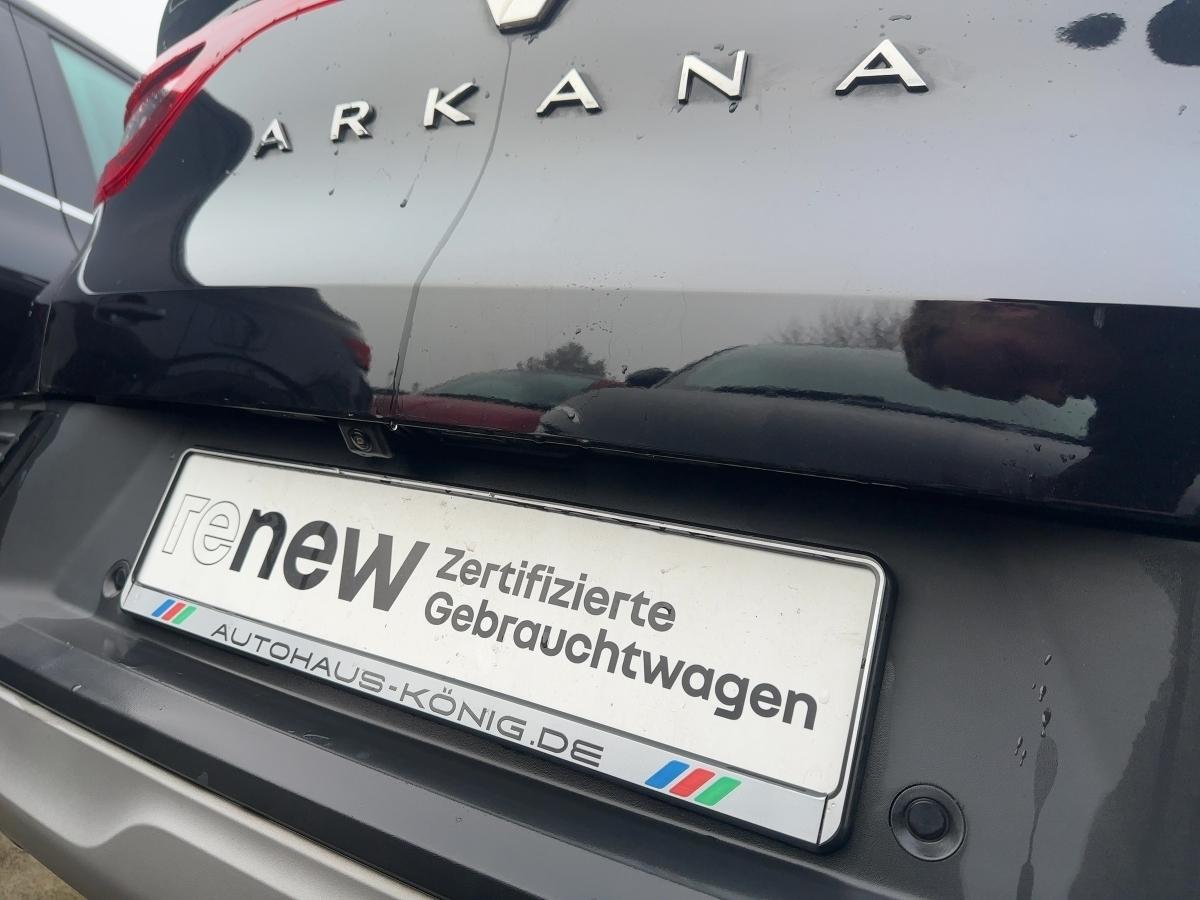 ARKANA
renew Zertifizierte
Gebrauchtwagen
AUTOHAUS-KÖNIG.DE